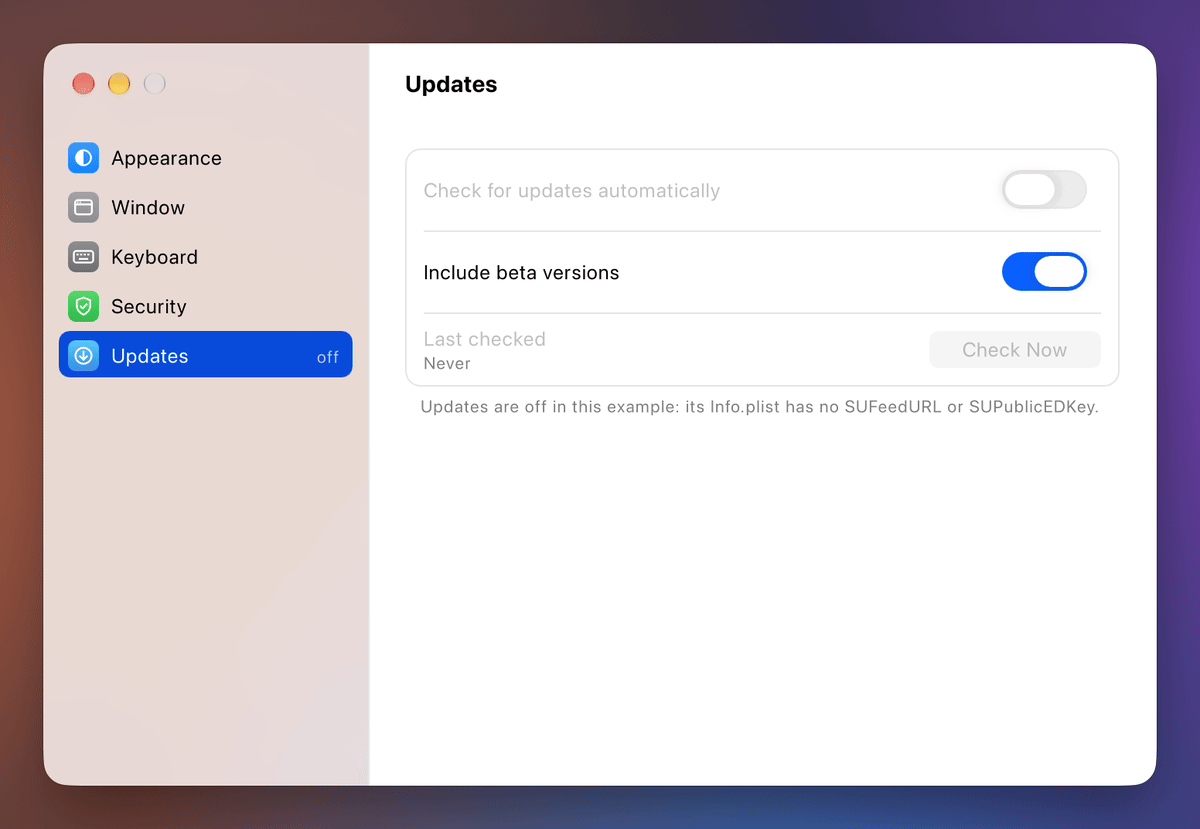 Updates
Appearance
Window
Keyboard
Security
Updates off
Check for updates automatically
Include beta versions
Last checked
Never
Check Now
Updates are off in this example: its Info.plist has no SUFeedURL or SUPublicEDKey.